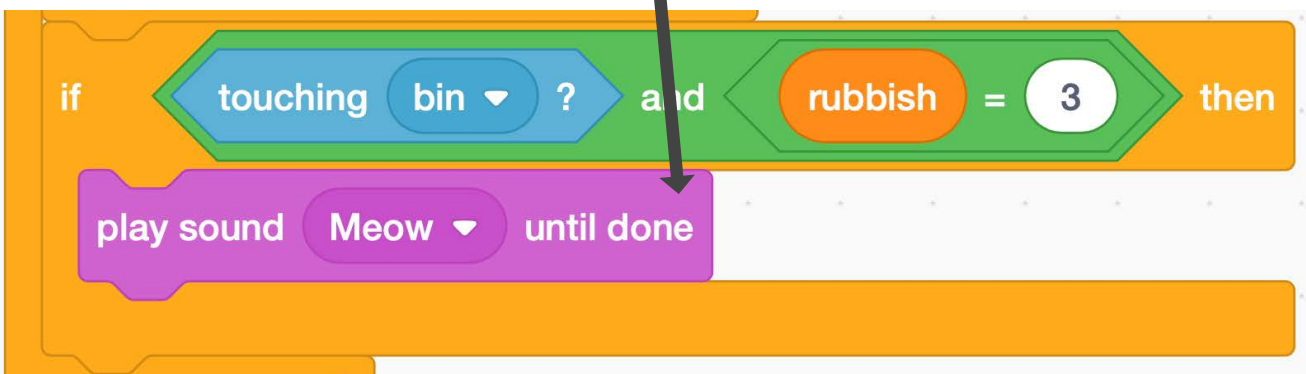 if touching bin ? and rubbish = 3 then
play sound Meow until done